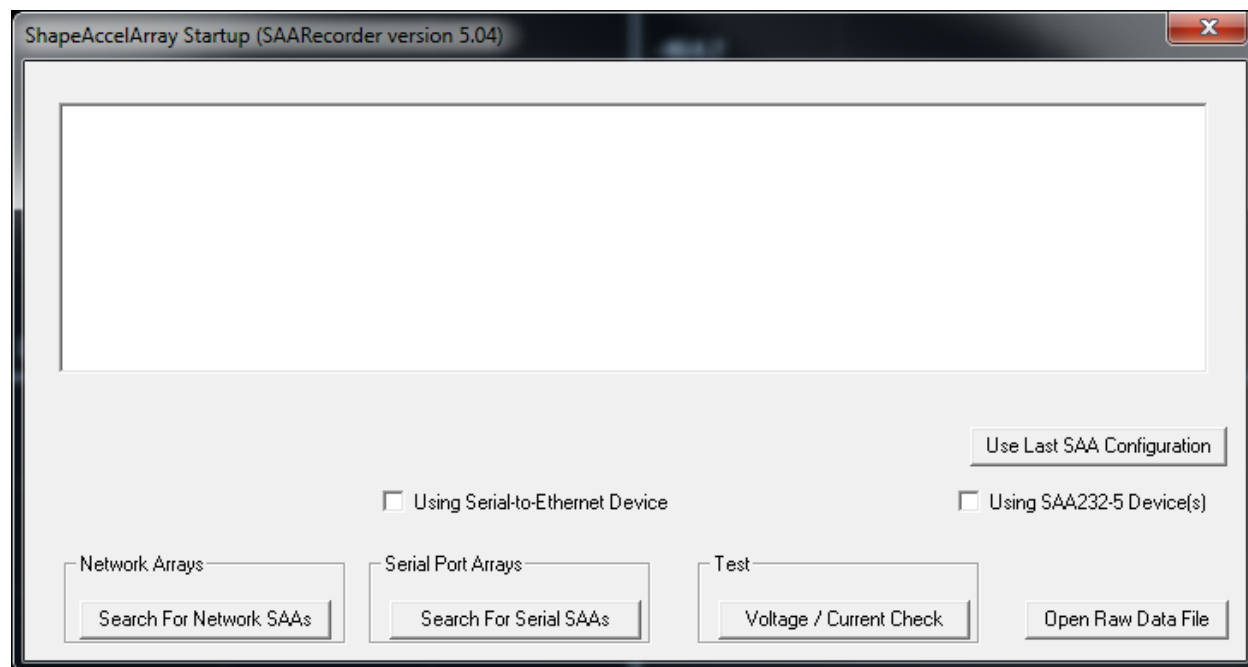 ShapeAccelArray Startup (SAARecorder version 5.04)
Use Last SAA Configuration
Using Serial-to-Ethernet Device
Using SAA232-5 Device(s)
Network Arrays
Serial Port Arrays
Test
Search For Network SAAs
Search For Serial SAAs
Voltage / Current Check
Open Raw Data File